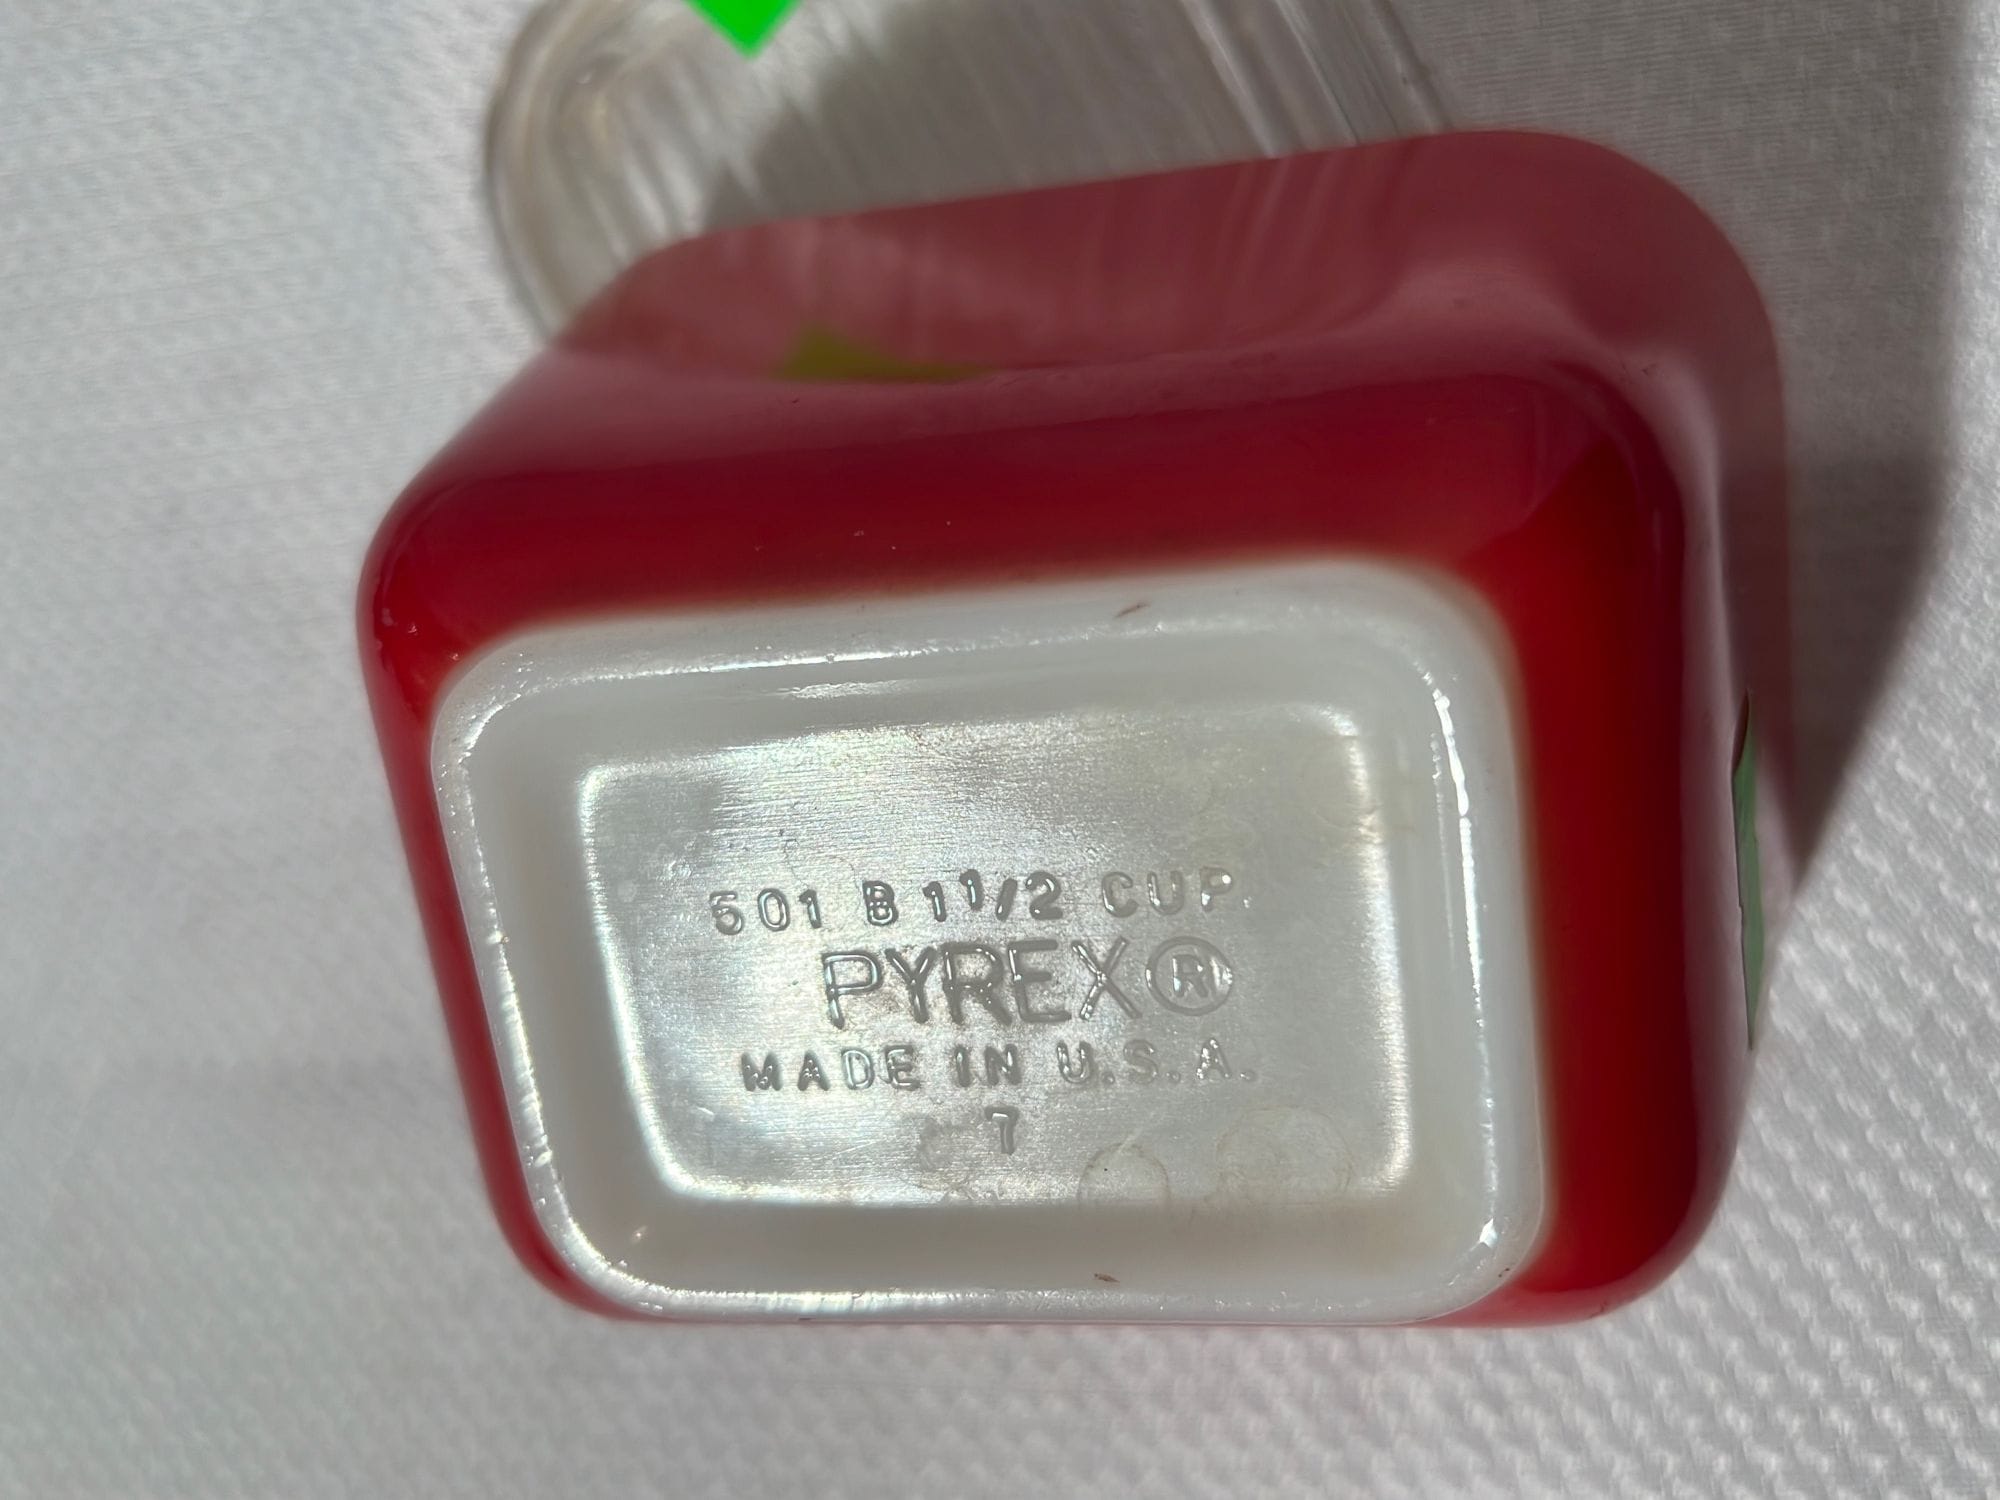 501 B 1 1/2 CUP
PYREX®
MADE IN U.S.A.
7